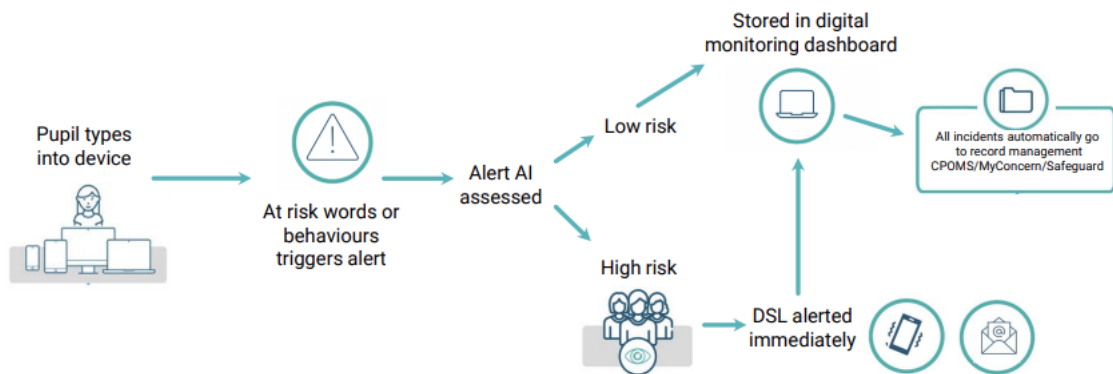 Pupil types
into device
At risk words or
behaviours
triggers alert
Alert AI
assessed
Low risk
High risk
Stored in digital
monitoring dashboard
DSL alerted
immediately
@
All incidents automatically go
to record management
CPOMS/MyConcern/Safeguard